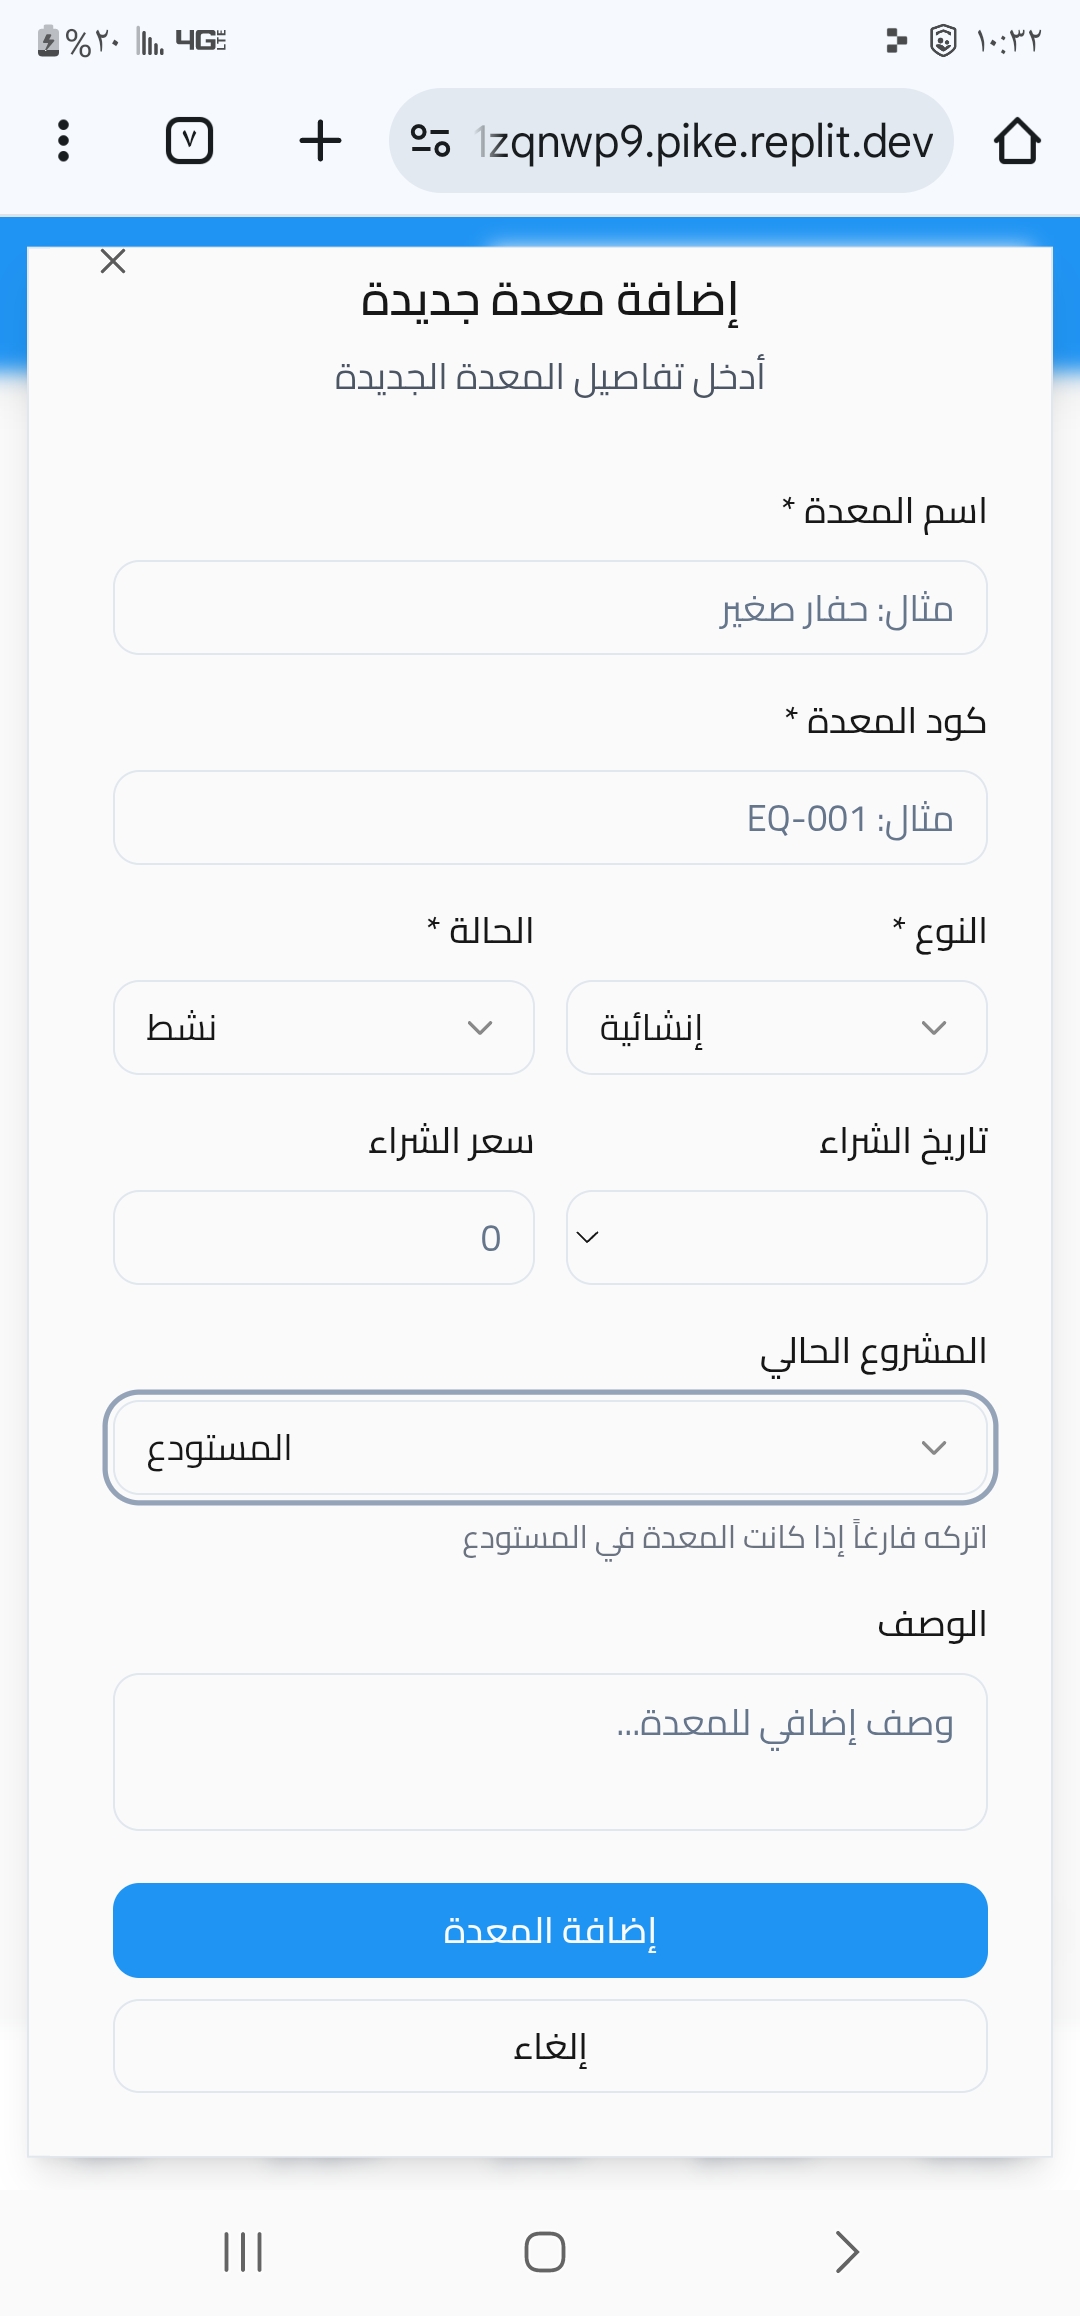 ١٠:٣٢
4G LTE
%٢٠
1zqnwp9.pike.replit.dev
٧
إضافة معدة جديدة
أدخل تفاصيل المعدة الجديدة
اسم المعدة *
مثال: حفار صغير
كود المعدة *
مثال: EQ-001
النوع *
الحالة *
إنشائية
نشط
تاريخ الشراء
سعر الشراء
0
المشروع الحالي
المستودع
اتركه فارغاً إذا كانت المعدة في المستودع
الوصف
وصف إضافي للمعدة...
إضافة المعدة
إلغاء